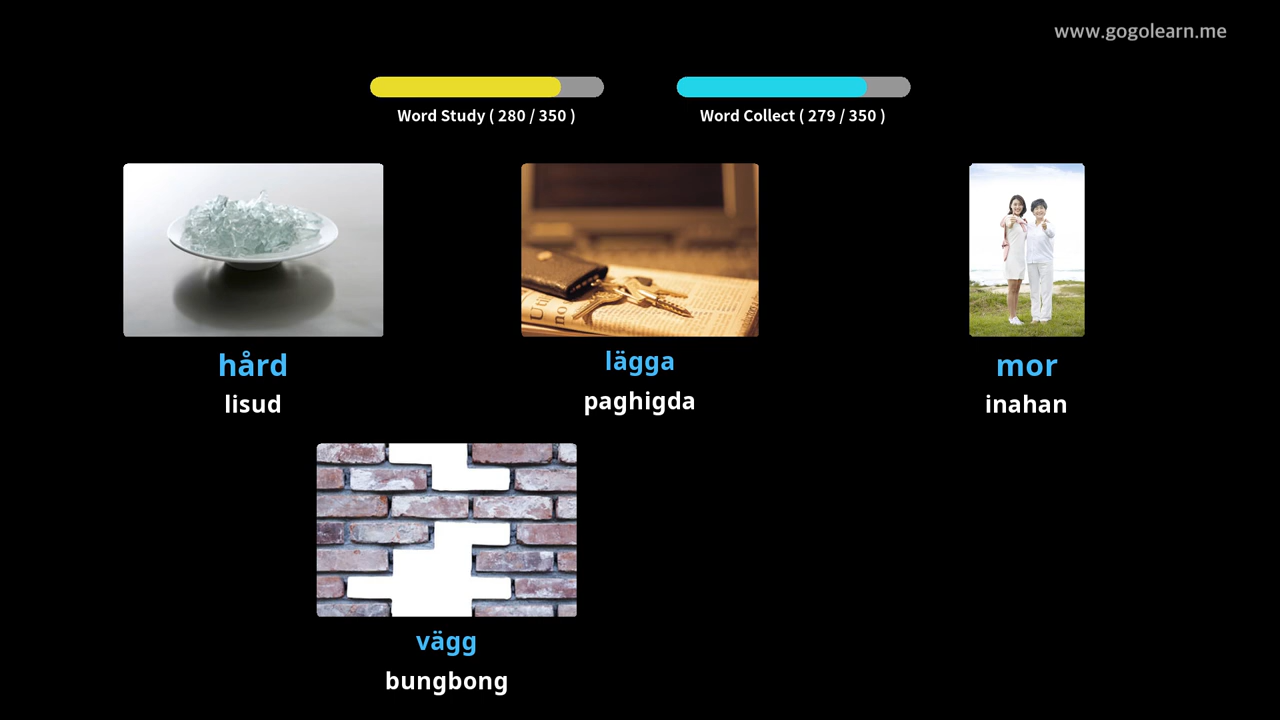 www.gogolearn.me
Word Study ( 280 / 350 )
Word Collect ( 279 / 350 )
hård
lisud
lägga
paghigda
mor
inahan
vägg
bungbong